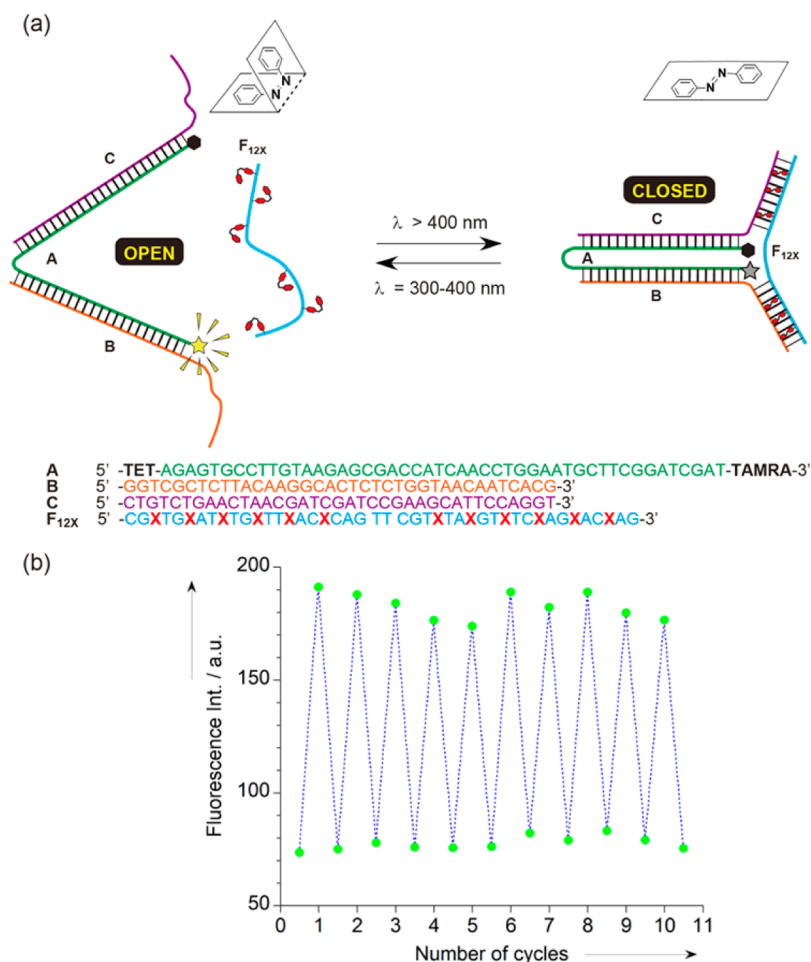 (a)
N
N
N
N
C
F12X
CLOSED
λ > 400 nm
C
A
OPEN
A
F12X
λ = 300-400 nm
B
B
A 5' -TET-AGAGTGCCTTGTAAGAGCGACCATCAACCTGGAATGCTTCGGATCGAT-TAMRA-3'
B 5' -GGTCGCTCTTACAAGGCACTCTCTGGTAACAATCACG-3'
C 5' -CTGTCTGAACTAACGATCGATCCGAAGCATTCCAGGT-3'
F12X 5' -CGXTGXATXTGXTTXACXCAG TT CGTXTAXGTXTCXAGXACXAG-3'
(b)
200
150
100
50
Fluorescence Int. / a.u.
0 1 2 3 4 5 6 7 8 9 10 11
Number of cycles